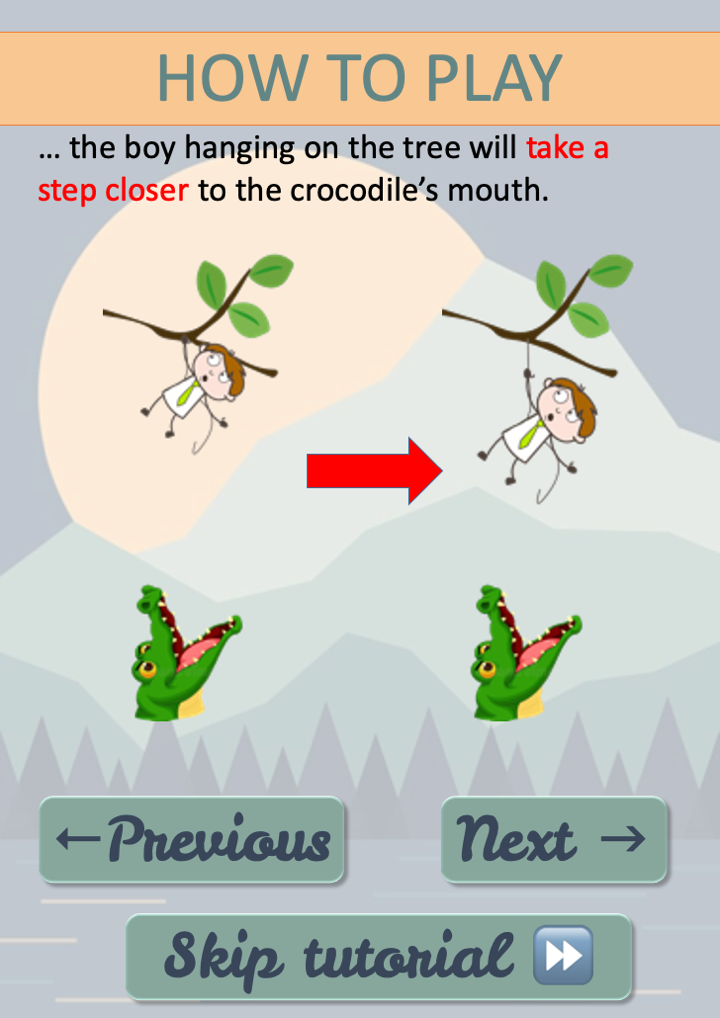 HOW TO PLAY
... the boy hanging on the tree will take a
step closer to the crocodile’s mouth.
←Previous
Next →
Skip tutorial ⏩